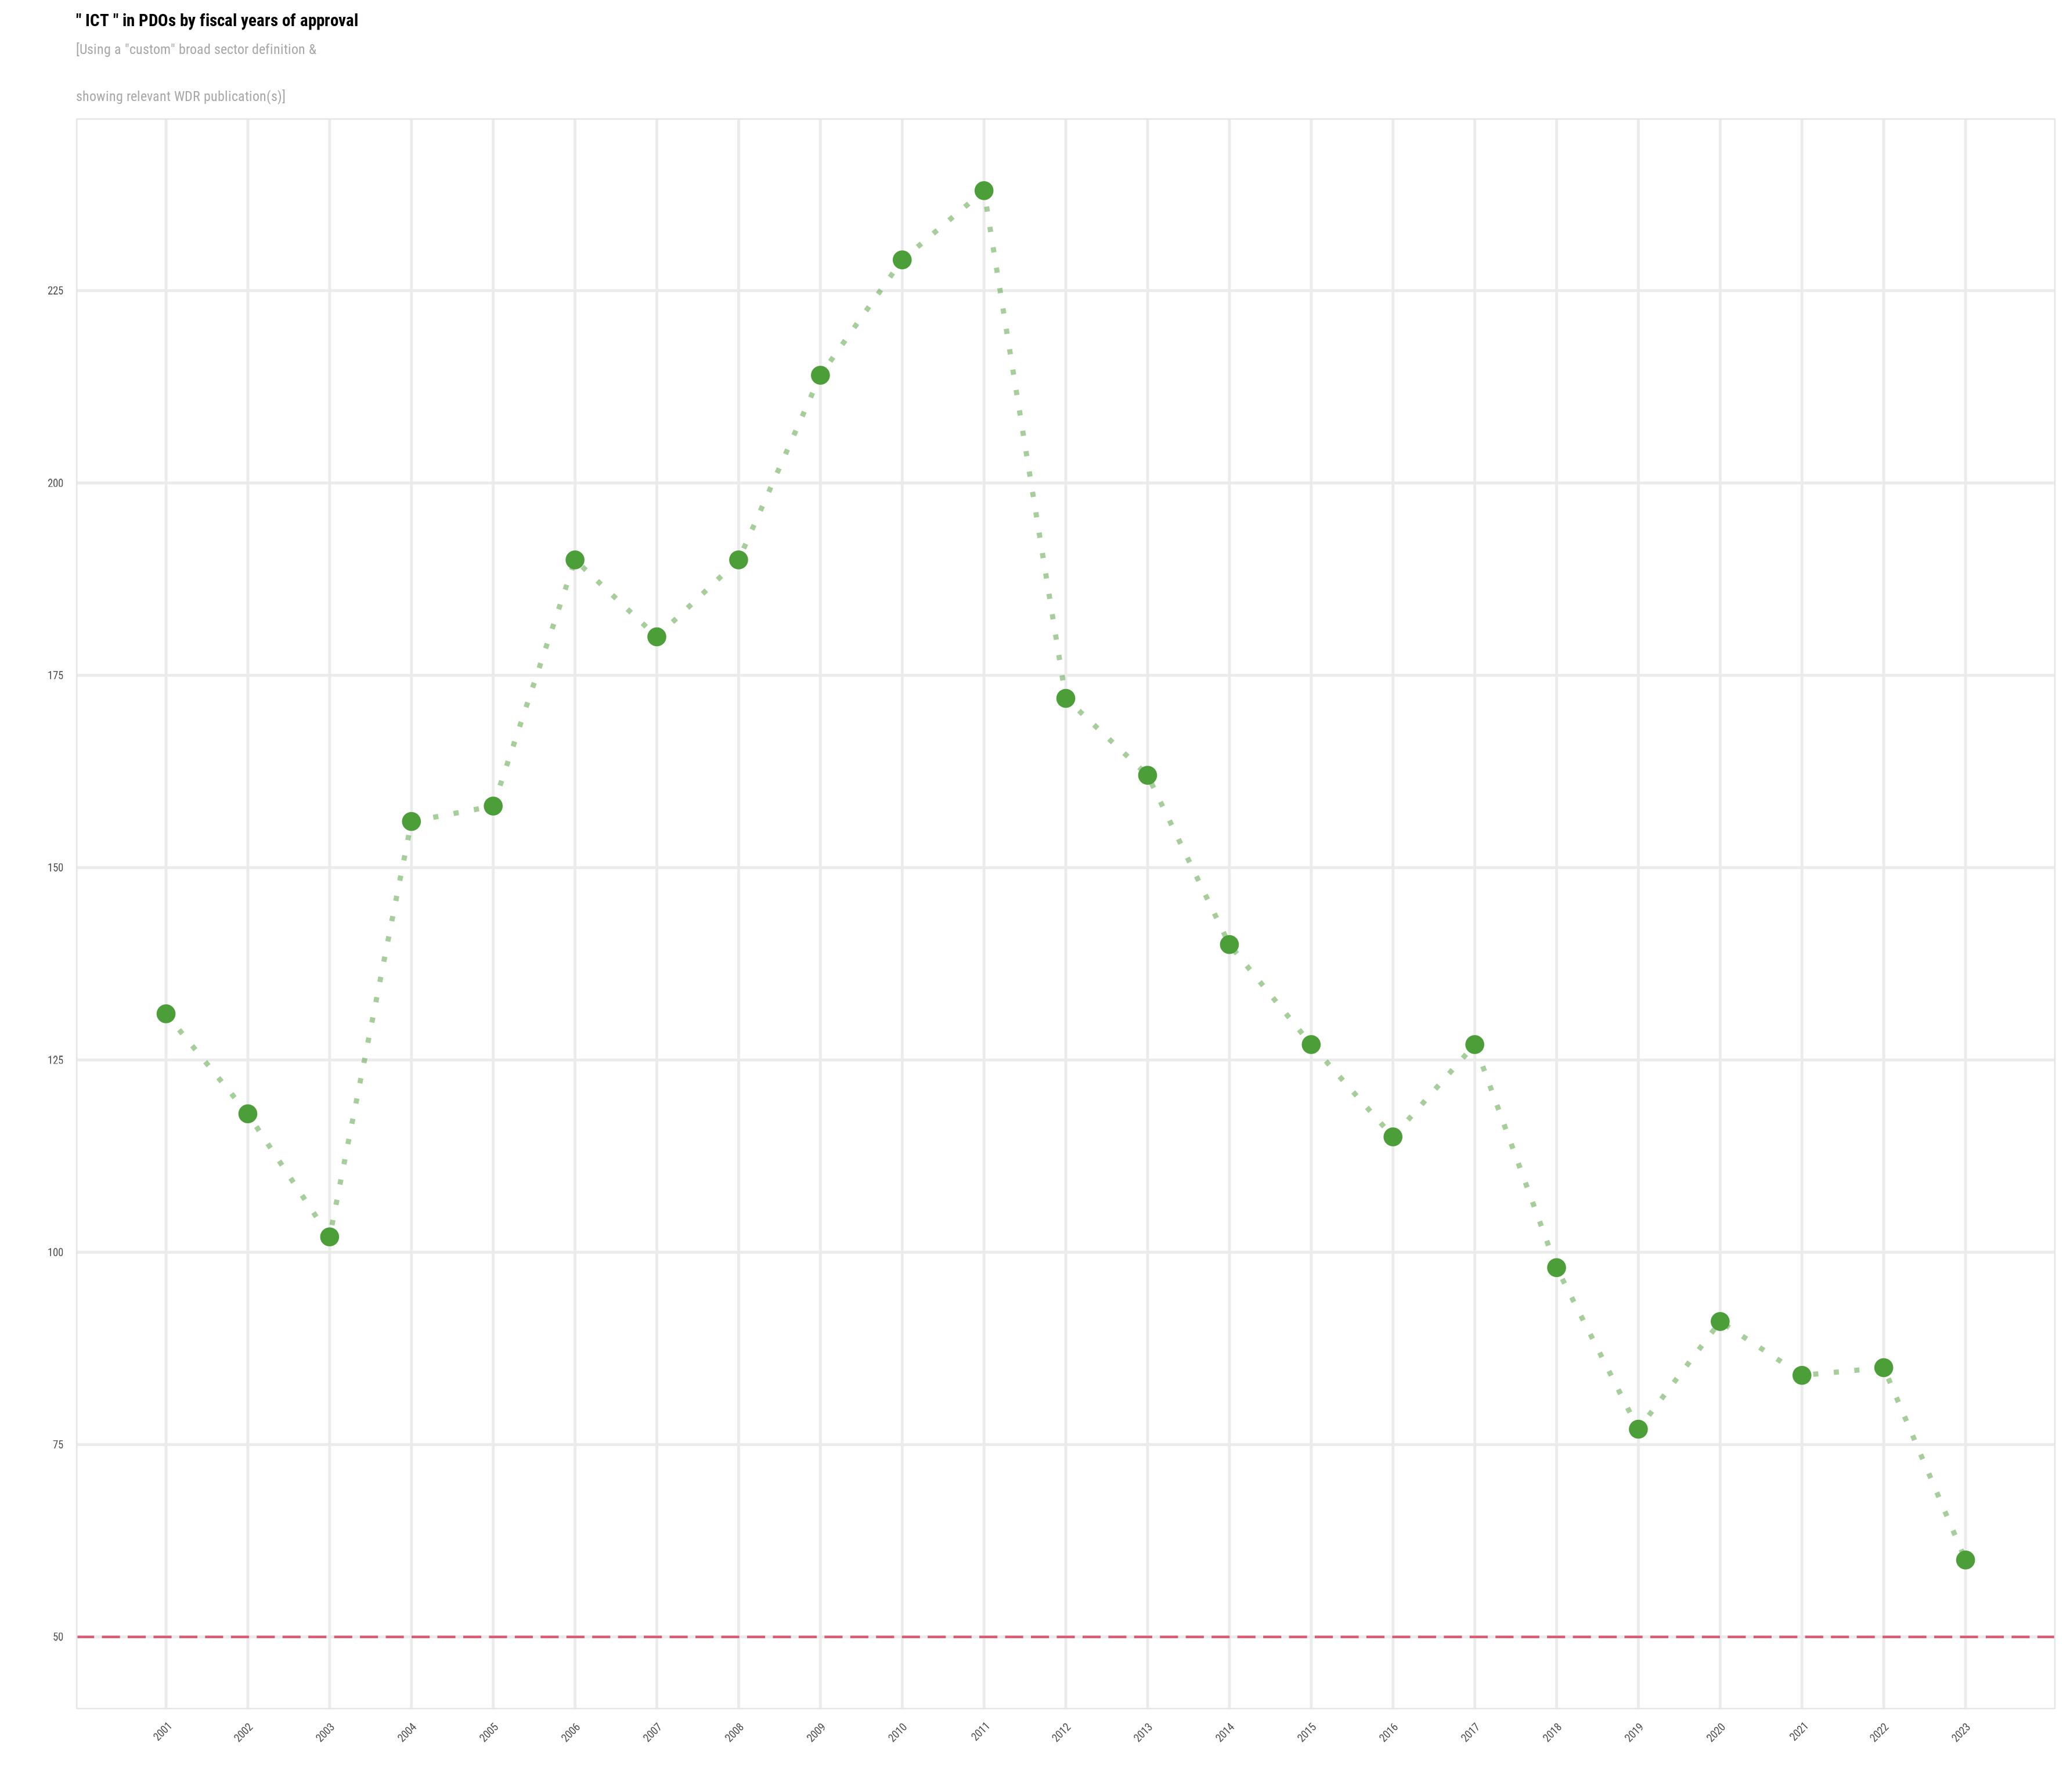 " ICT " in PDOs by fiscal years of approval
[Using a "custom" broad sector definition &
showing relevant WDR publication(s)]
225
200
175
150
125
100
75
50
2001 2002 2003 2004 2005 2006 2007 2008 2009 2010 2011 2012 2013 2014 2015 2016 2017 2018 2019 2020 2021 2022 2023